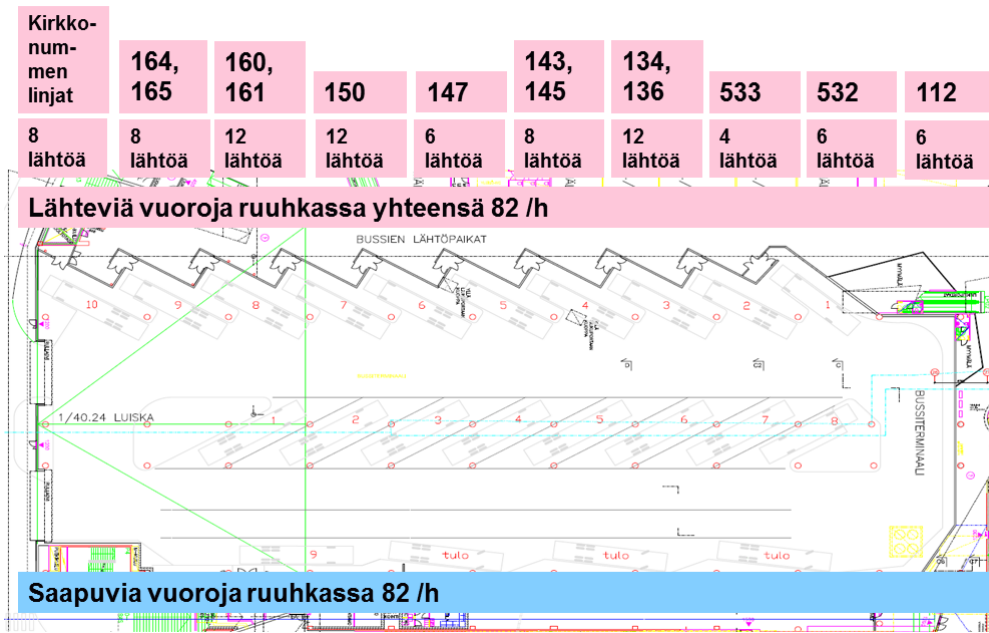 Kirkko-
num-
men
linjat
164,
165
160,
161
150
147
143,
145
134,
136
533
532
112
8
lähtöä
8
lähtöä
12
lähtöä
12
lähtöä
6
lähtöä
8
lähtöä
12
lähtöä
4
lähtöä
6
lähtöä
6
lähtöä
Lähteviä vuoroja ruuhkassa yhteensä 82 /h
BUSSIEN LÄHTÖPAIKAT
10 9 8 7 6 5 4 3 2 1
1/40.24 LUISKA
1 2 3 4 5 6 7 8
BUSSITERMINAALI
9 tulo tulo tulo
Saapuvia vuoroja ruuhkassa 82 /h